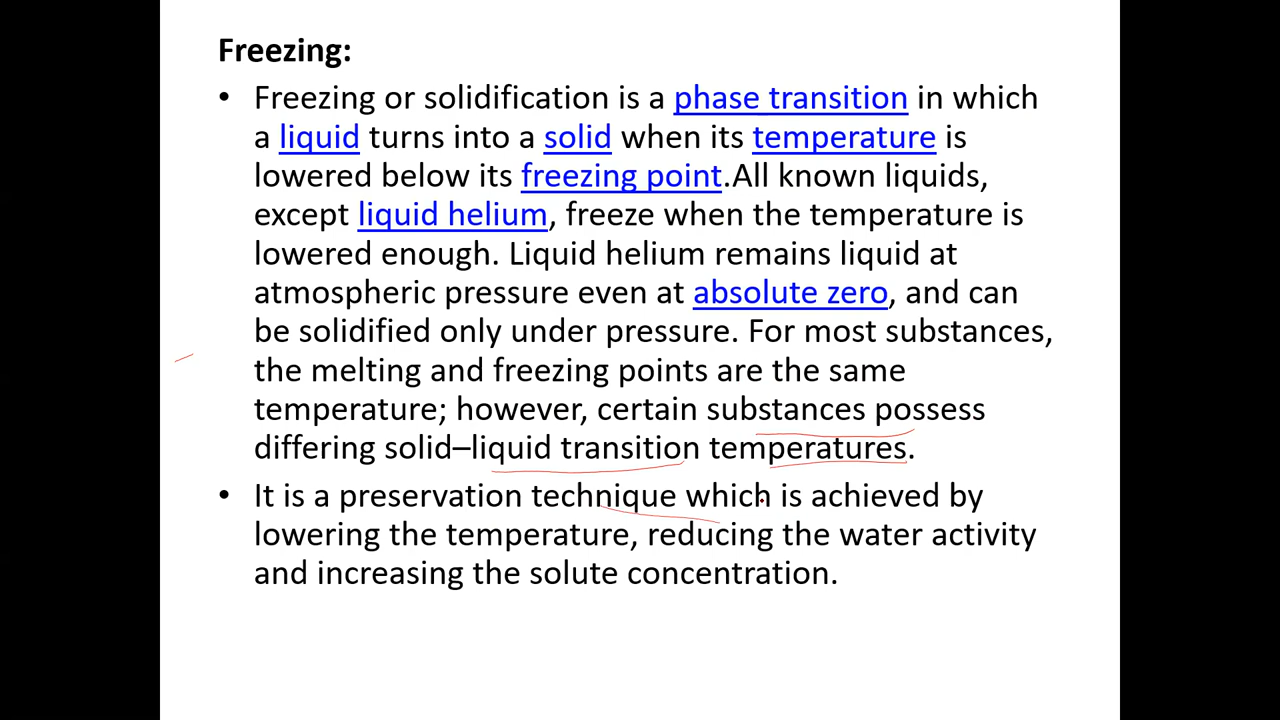 Freezing:
• Freezing or solidification is a phase transition in which
a liquid turns into a solid when its temperature is
lowered below its freezing point.All known liquids,
except liquid helium, freeze when the temperature is
lowered enough. Liquid helium remains liquid at
atmospheric pressure even at absolute zero, and can
be solidified only under pressure. For most substances,
the melting and freezing points are the same
temperature; however, certain substances possess
differing solid–liquid transition temperatures.
• It is a preservation technique which is achieved by
lowering the temperature, reducing the water activity
and increasing the solute concentration.